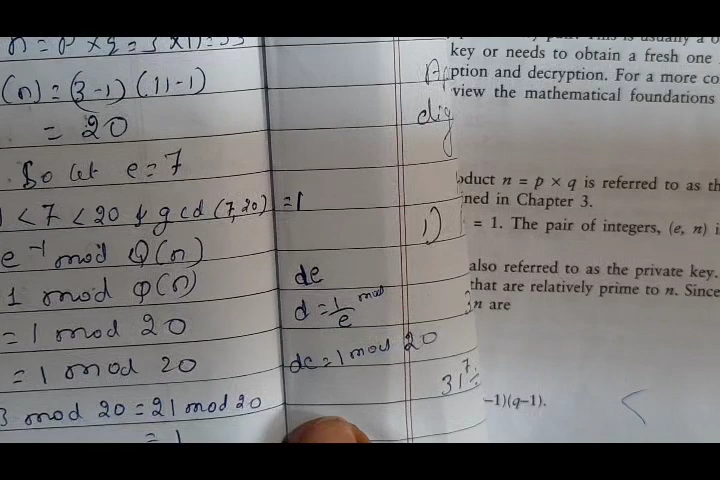 n = p × q = 3 × 11 = 33
(n) = (3-1) (11-1)
= 20
So let e = 7
1 < 7 < 20 & gcd (7,20) = 1
e⁻¹ mod Φ(n)
1 mod φ(n)
= 1 mod 20
= 1 mod 20
3 mod 20 = 21 mod 20
= 1
de
d = 1/e mod
de = 1 mod 20
dig
1)
31⁷ =
key or needs to obtain a fresh one
ption and decryption. For a more co
view the mathematical foundations
oduct n = p × q is referred to as th
ned in Chapter 3.
= 1. The pair of integers, (e, n) i
also referred to as the private key.
that are relatively prime to n. Since
n are
–1)(q–1).